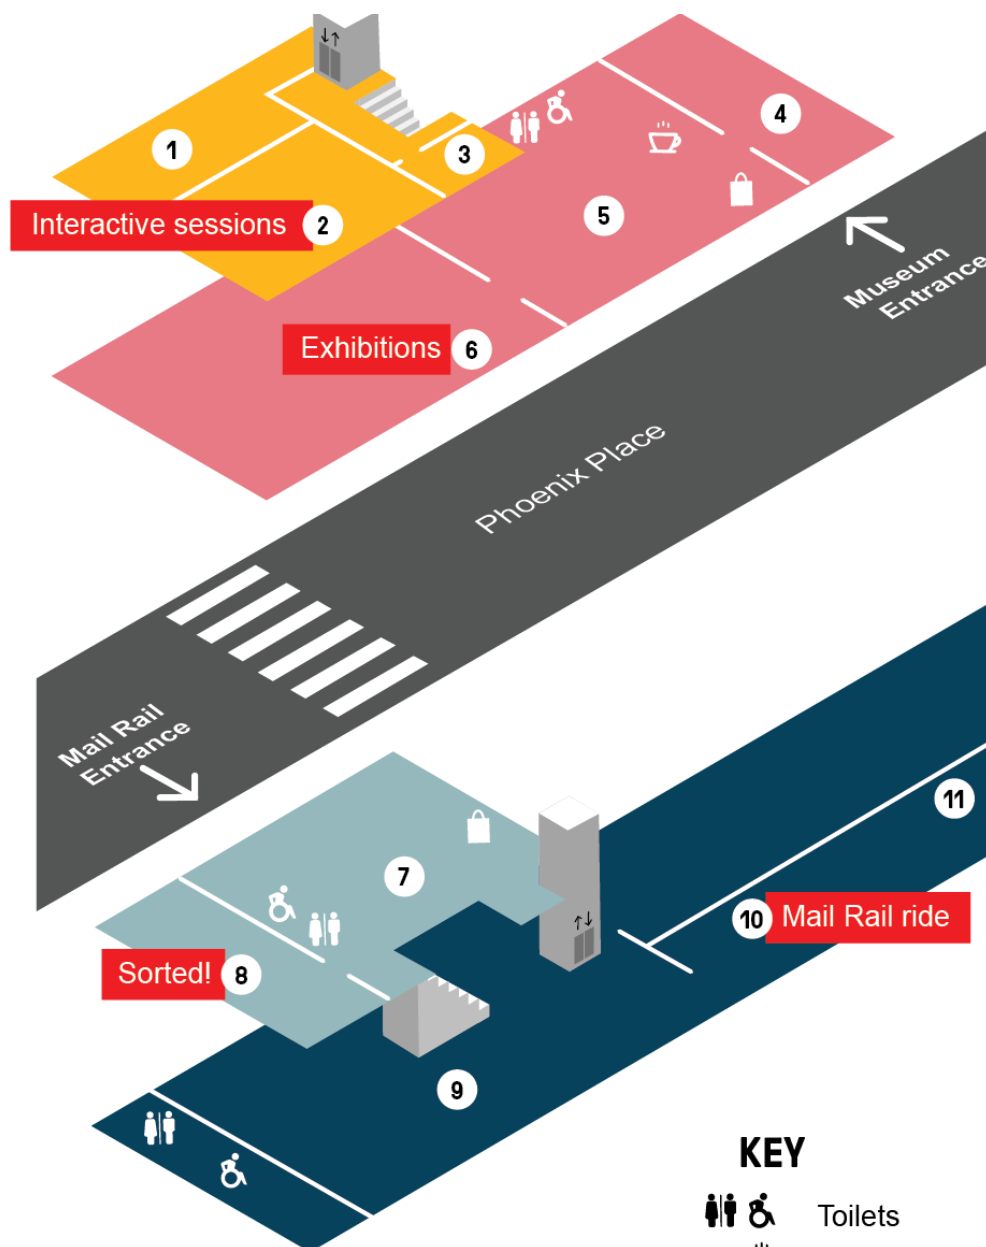 1
4
3
Interactive sessions 2
5
Exhibitions 6
Museum
Entrance
Phoenix Place
Mail Rail
Entrance
11
7
10 Mail Rail ride
Sorted! 8
9
KEY
Toilets